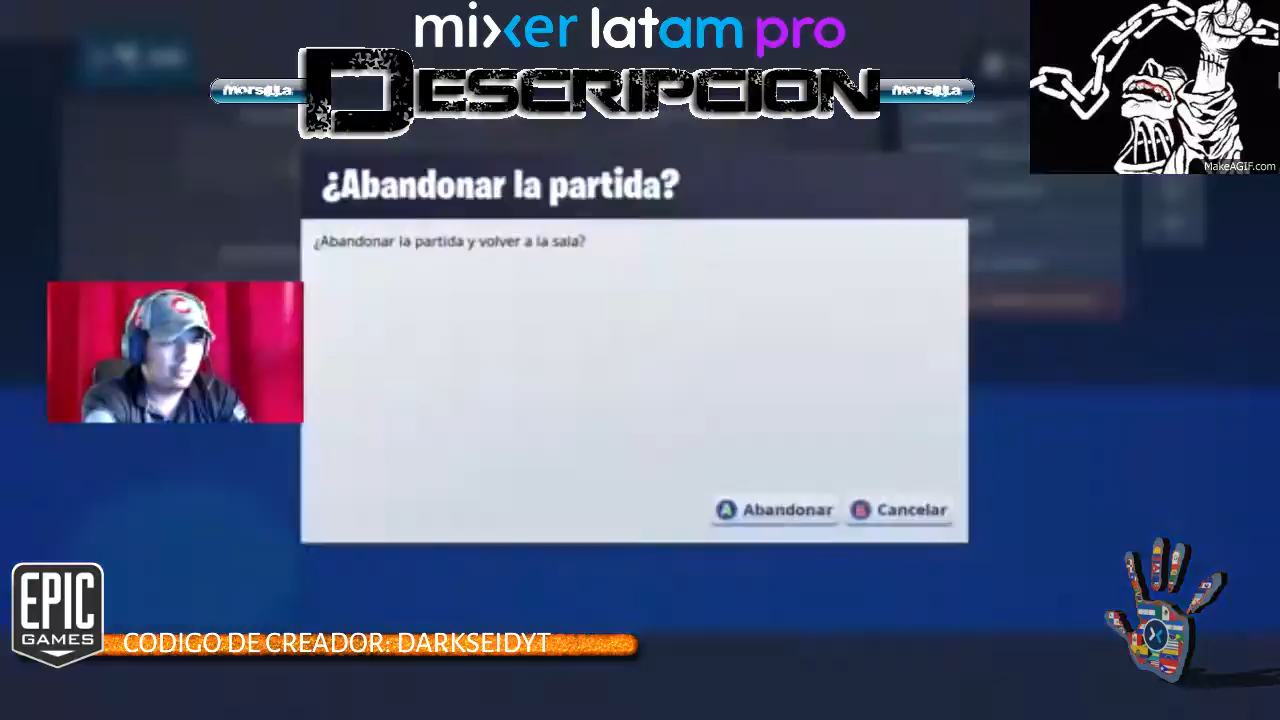 mixer latam pro
DESCRIPCION
MakeAGIF.com
¿Abandonar la partida?
¿Abandonar la partida y volver a la sala?
A Abandonar B Cancelar
EPIC
GAMES
CODIGO DE CREADOR: DARKSEIDYT